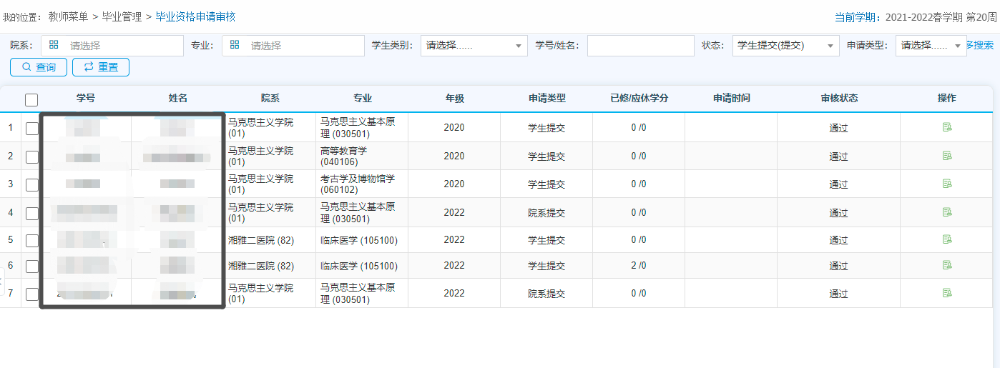 我的位置： 教师菜单 > 毕业管理 > 毕业资格申请审核 当前学期：2021-2022春学期 第20周
院系： 请选择 专业： 请选择 学生类别： 请选择...... 学号/姓名： 状态： 学生提交(提交) 申请类型： 请选择...... 多搜索
查询 重置
学号 姓名 院系 专业 年级 申请类型 已修/应休学分 申请时间 审核状态 操作
1 马克思主义学院 (01) 马克思主义基本原理 (030501) 2020 学生提交 0 /0 通过
2 马克思主义学院 (01) 高等教育学 (040106) 2020 学生提交 0 /0 通过
3 马克思主义学院 (01) 考古学及博物馆学 (060102) 2020 学生提交 0 /0 通过
4 马克思主义学院 (01) 马克思主义基本原理 (030501) 2022 院系提交 0 /0 通过
5 湘雅二医院 (82) 临床医学 (105100) 2022 学生提交 0 /0 通过
6 湘雅二医院 (82) 临床医学 (105100) 2022 学生提交 2 /0 通过
7 马克思主义学院 (01) 马克思主义基本原理 (030501) 2022 院系提交 0 /0 通过